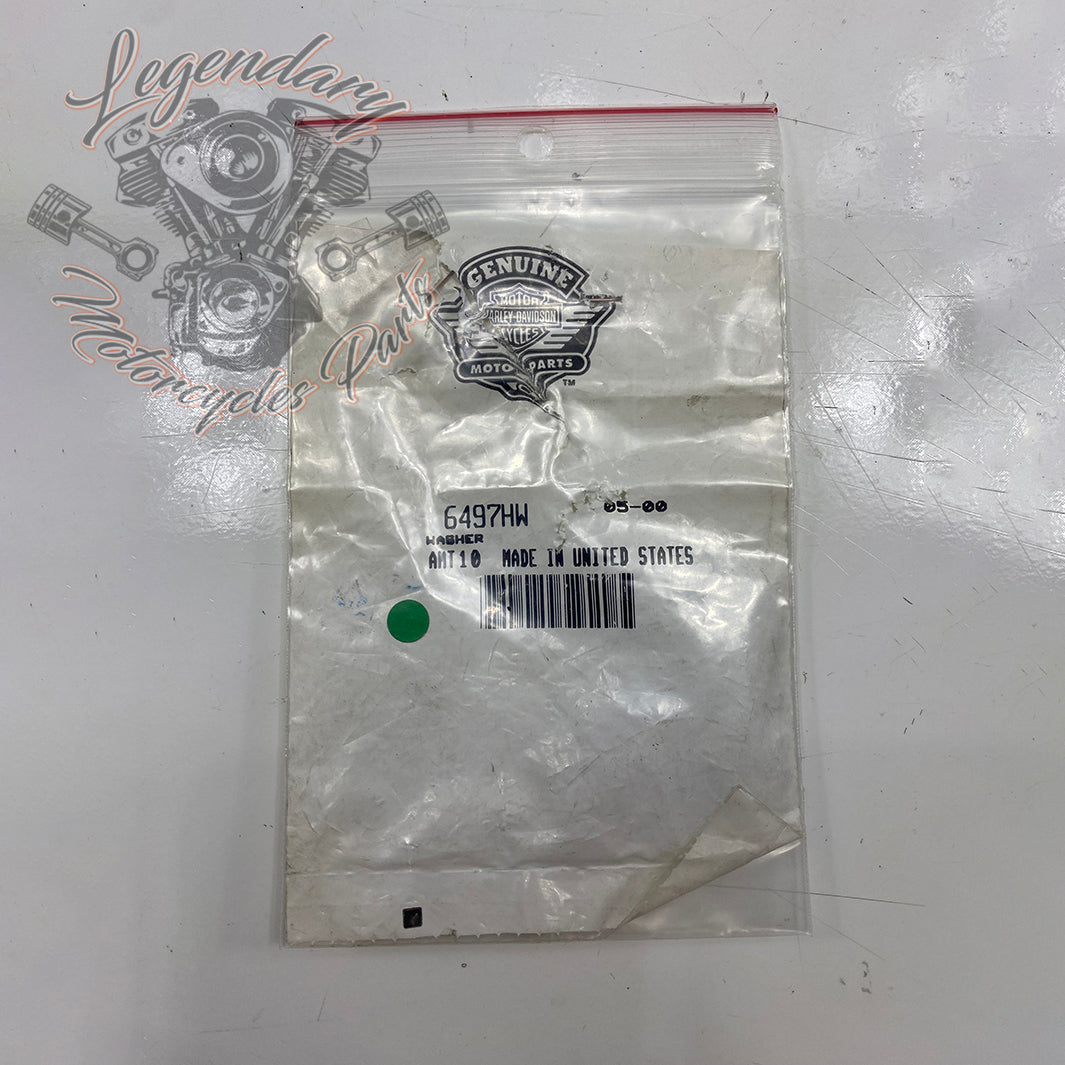 Legendary
Motorcycles Parts
GENUINE
MOTOR
HARLEY-DAVIDSON
CYCLES
MOTOR PARTS
TM
6497HW 05-00
WASHER
AMT10 MADE IN UNITED STATES